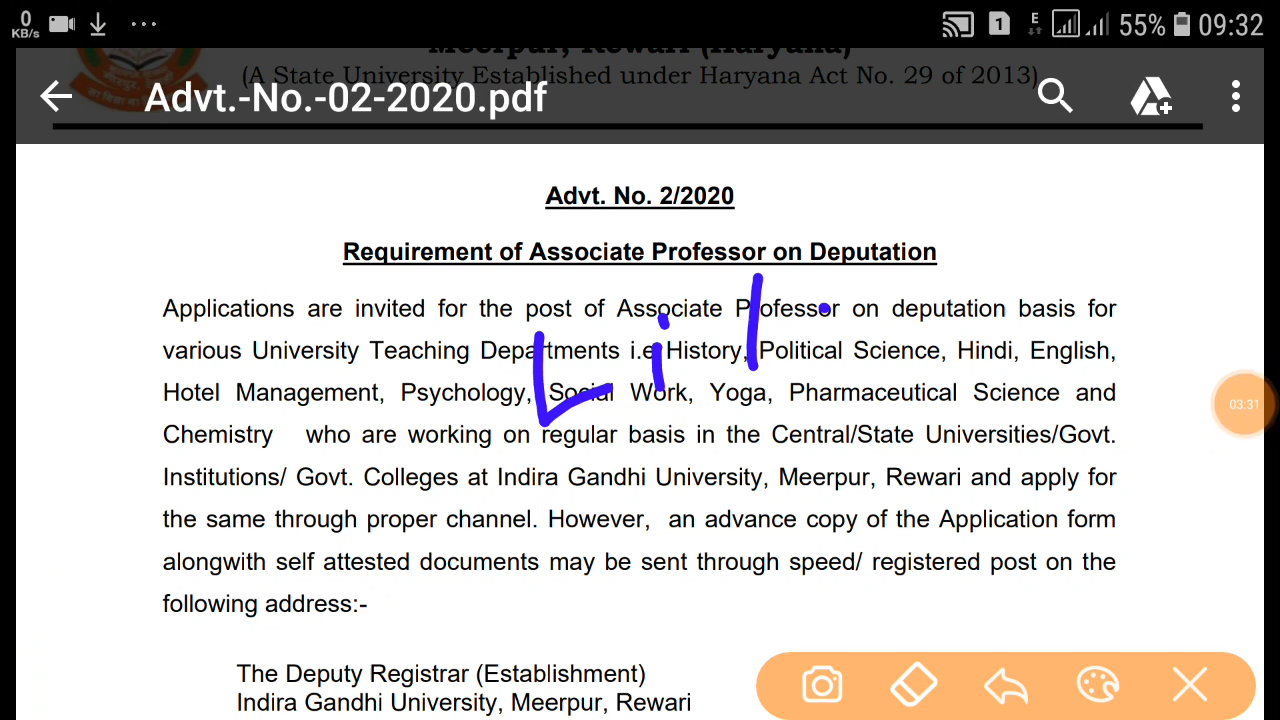 0
KB/s
1
E
55%
09:32
Meerpur, Rewari (Haryana)
(A State University Established under Haryana Act No. 29 of 2013)
Advt.-No.-02-2020.pdf
Advt. No. 2/2020
Requirement of Associate Professor on Deputation
Applications are invited for the post of Associate Professor on deputation basis for
various University Teaching Departments i.e. History, Political Science, Hindi, English,
Hotel Management, Psychology, Social Work, Yoga, Pharmaceutical Science and
Chemistry who are working on regular basis in the Central/State Universities/Govt.
Institutions/ Govt. Colleges at Indira Gandhi University, Meerpur, Rewari and apply for
the same through proper channel. However, an advance copy of the Application form
alongwith self attested documents may be sent through speed/ registered post on the
following address:-
The Deputy Registrar (Establishment)
Indira Gandhi University, Meerpur, Rewari
03:31